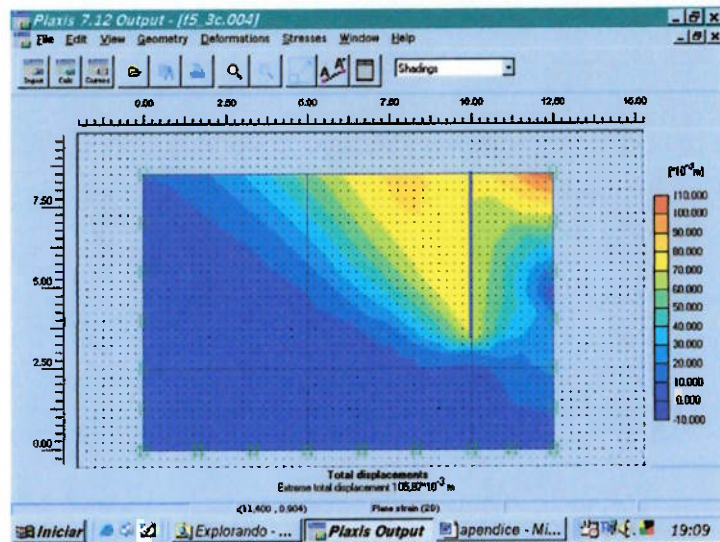 Plaxis 7.12 Output - [f5_3c.004]
File Edit View Geometry Deformations Stresses Window Help
Input Calc Curves
Shadings
0.00 2.50 5.00 7.50 10.00 12.50 15.00
[*10⁻³ m]
110.000
100.000
90.000
80.000
70.000
60.000
50.000
40.000
30.000
20.000
10.000
0.000
-10.000
7.50
5.00
2.50
0.00
Total displacements
Extreme total displacement 105,87*10⁻³ m
(11,400 , 0.904) Plane strain (2D)
Iniciar Explorando - ... Plaxis Output apendice - Mi... 19:09